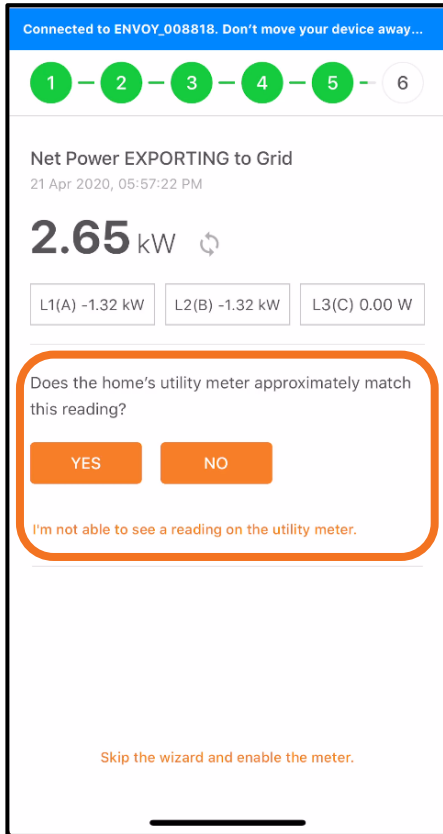 Connected to ENVOY_008818. Don't move your device away...
1 2 3 4 5 6
Net Power EXPORTING to Grid
21 Apr 2020, 05:57:22 PM
2.65 kW
L1(A) -1.32 kW L2(B) -1.32 kW L3(C) 0.00 W
Does the home's utility meter approximately match
this reading?
YES NO
I'm not able to see a reading on the utility meter.
Skip the wizard and enable the meter.